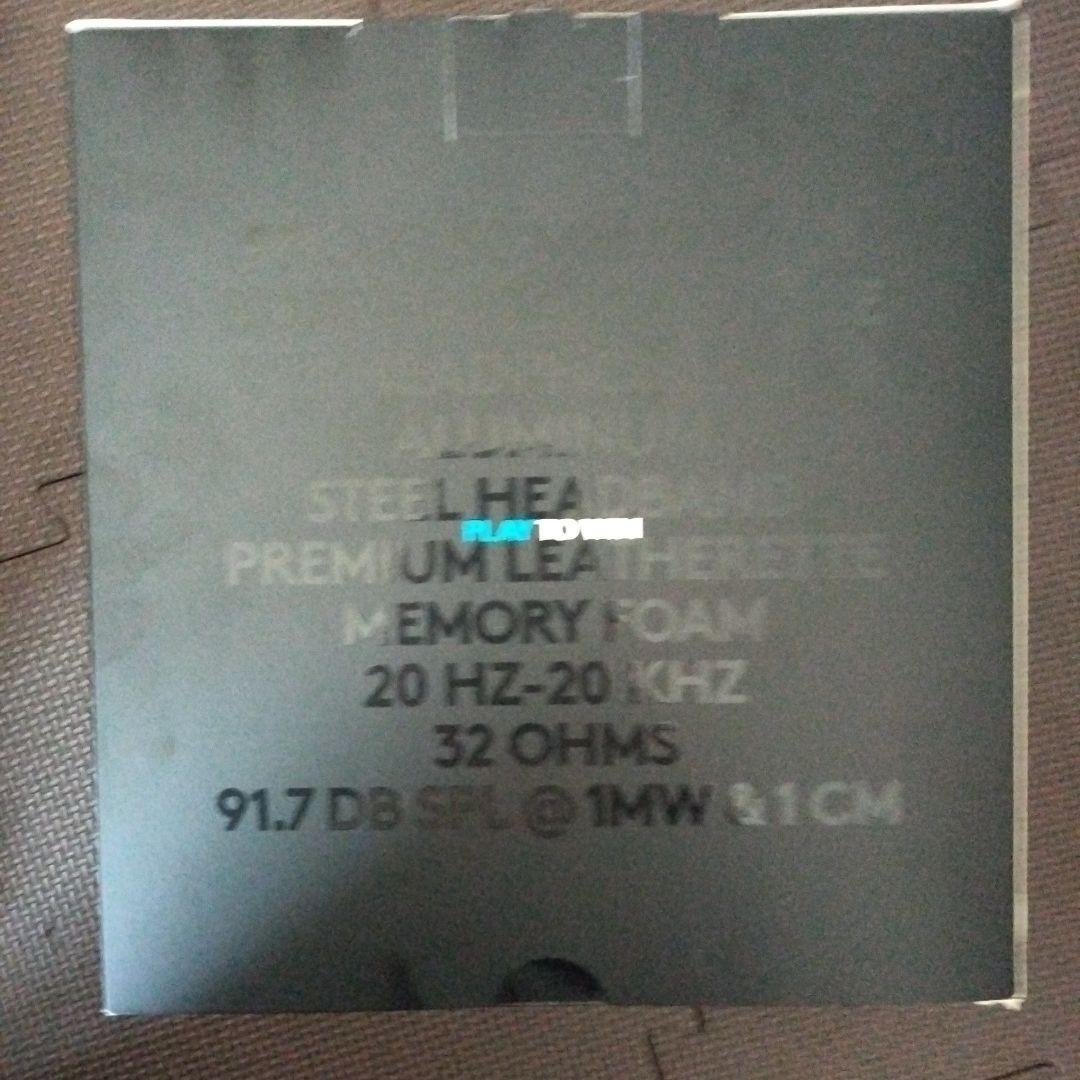 ALUMINUM
STEEL HEADBAND
PLAY TO WIN
PREMIUM LEATHERETTE
MEMORY FOAM
20 HZ-20 KHZ
32 OHMS
91.7 DB SPL @ 1MW & 1 CM